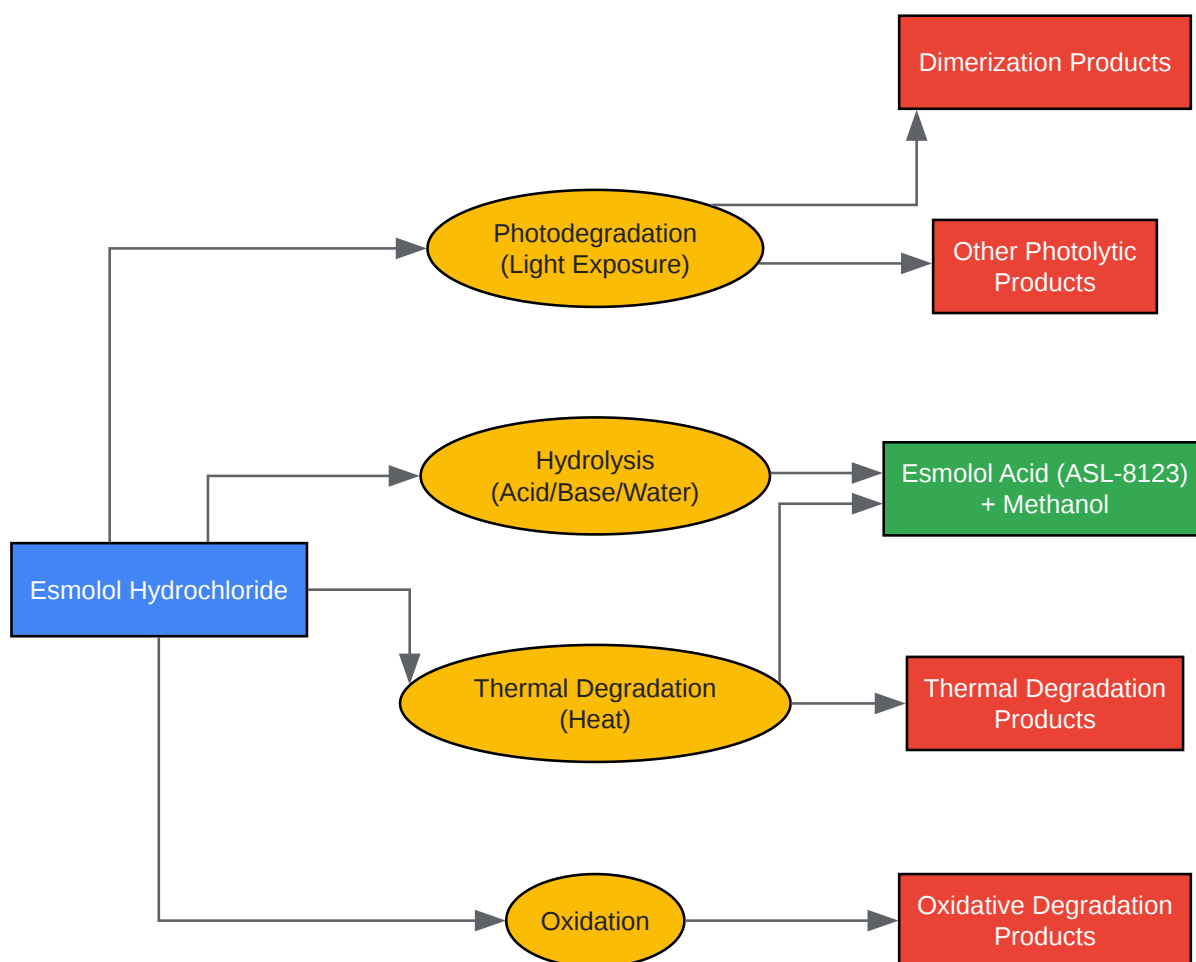 Dimerization Products
Photodegradation
(Light Exposure)
Other Photolytic
Products
Hydrolysis
(Acid/Base/Water)
Esmolol Acid (ASL-8123)
+ Methanol
Esmolol Hydrochloride
Thermal Degradation
(Heat)
Thermal Degradation
Products
Oxidation
Oxidative Degradation
Products